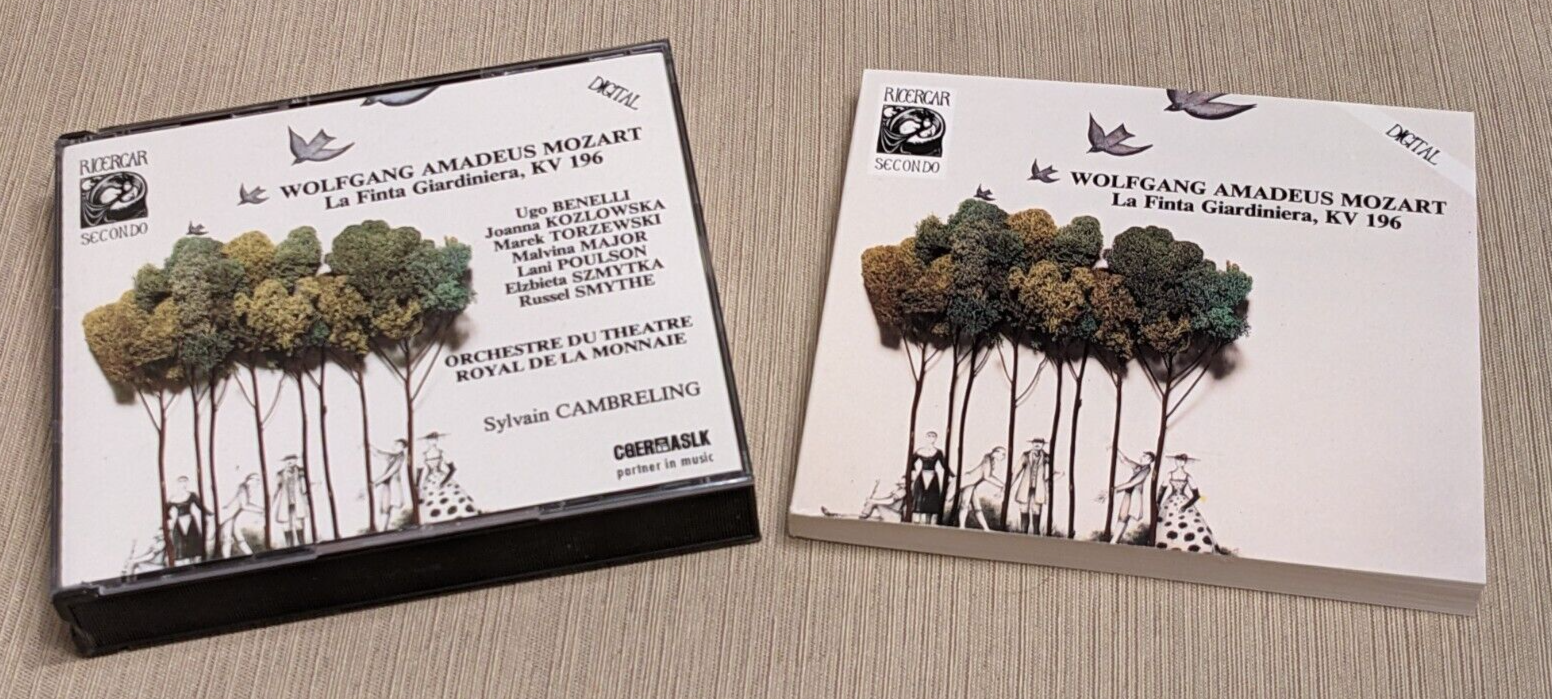 RICERCAR
SECONDO
DIGITAL
WOLFGANG AMADEUS MOZART
La Finta Giardiniera, KV 196
Ugo BENELLI
Joanna KOZLOWSKA
Marek TORZEWSKI
Malvina MAJOR
Lani POULSON
Elzbieta SZMYTKA
Russel SMYTHE
ORCHESTRE DU THEATRE
ROYAL DE LA MONNAIE
Sylvain CAMBRELING
CGER ASLK
partner in music
RICERCAR
SECONDO
DIGITAL
WOLFGANG AMADEUS MOZART
La Finta Giardiniera, KV 196